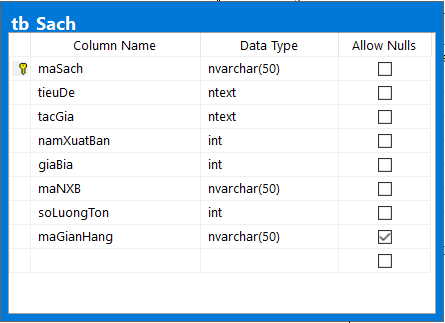 tb Sach
Column Name Data Type Allow Nulls
maSach nvarchar(50)
tieuDe ntext
tacGia ntext
namXuatBan int
giaBia int
maNXB nvarchar(50)
soLuongTon int
maGianHang nvarchar(50)